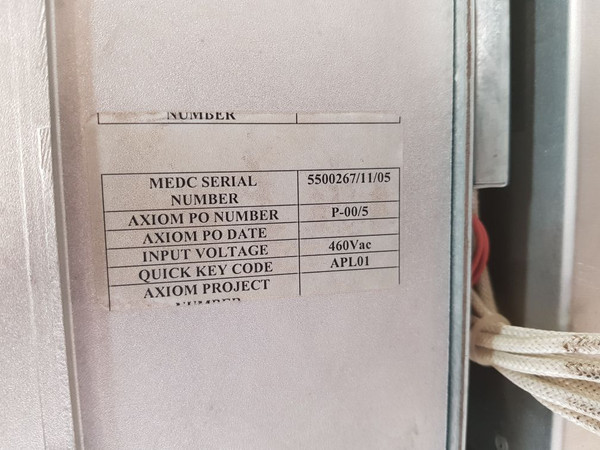 NUMBER
MEDC SERIAL 5500267/11/05
NUMBER
AXIOM PO NUMBER P-00/5
AXIOM PO DATE
INPUT VOLTAGE 460Vac
QUICK KEY CODE APL01
AXIOM PROJECT
NUMBER